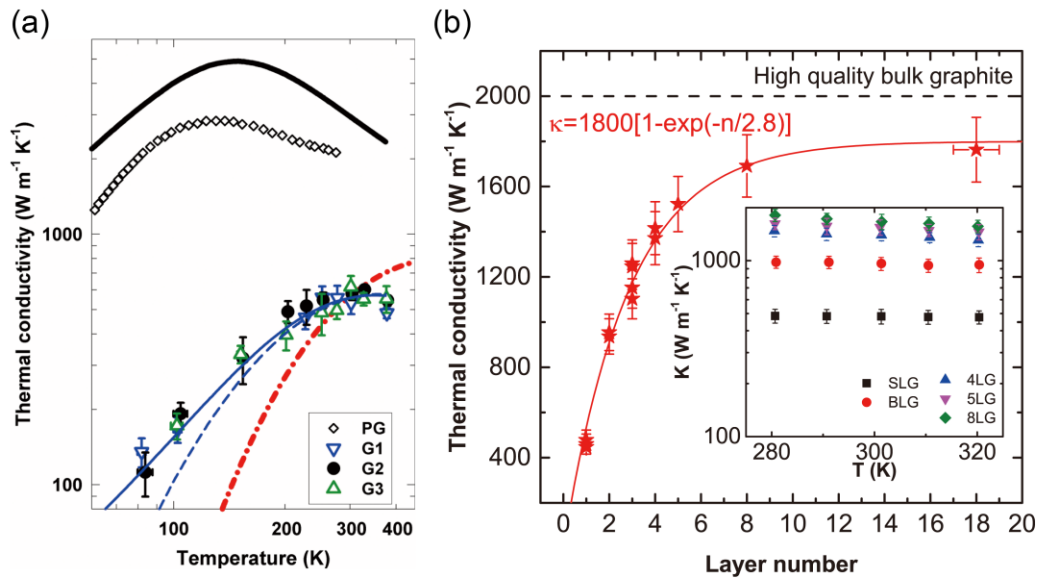 (a)
Thermal conductivity (W m⁻¹ K⁻¹)
1000
100
PG
G1
G2
G3
100
200
300
400
Temperature (K)
(b)
Thermal conductivity (W m⁻¹ K⁻¹)
High quality bulk graphite
2000
κ=1800[1-exp(-n/2.8)]
1600
1200
800
400
K (W m⁻¹ K⁻¹)
1000
100
SLG
BLG
4LG
5LG
8LG
280
290
300
310
320
T (K)
0
2
4
6
8
10
12
14
16
18
20
Layer number